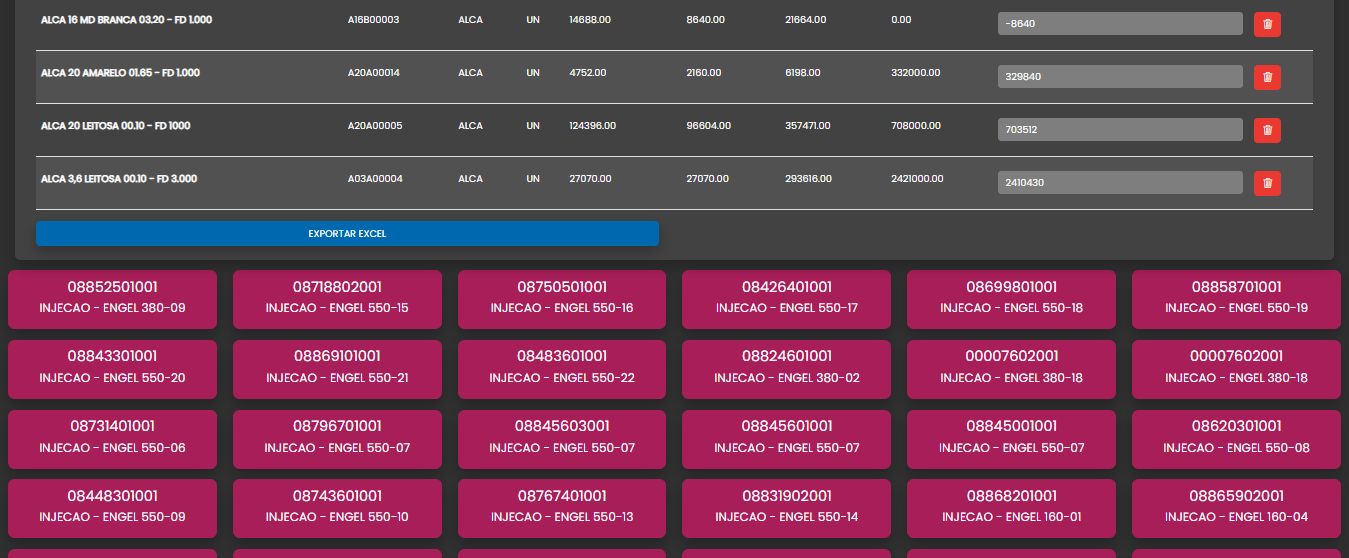 ALCA 16 MD BRANCA 03.20 - FD 1.000 A16B00003 ALCA UN 14688.00 8640.00 21664.00 0.00 -8640
ALCA 20 AMARELO 01.65 - FD 1.000 A20A00014 ALCA UN 4752.00 2160.00 6198.00 332000.00 329840
ALCA 20 LEITOSA 00.10 - FD 1000 A20A00005 ALCA UN 124396.00 96604.00 357471.00 708000.00 703512
ALCA 3,6 LEITOSA 00.10 - FD 3.000 A03A00004 ALCA UN 27070.00 27070.00 293616.00 2421000.00 2410430
EXPORTAR EXCEL
08852501001 08718802001 08750501001 08426401001 08699801001 08858701001
INJECAO - ENGEL 380-09 INJECAO - ENGEL 550-15 INJECAO - ENGEL 550-16 INJECAO - ENGEL 550-17 INJECAO - ENGEL 550-18 INJECAO - ENGEL 550-19
08843301001 08869101001 08483601001 08824601001 00007602001 00007602001
INJECAO - ENGEL 550-20 INJECAO - ENGEL 550-21 INJECAO - ENGEL 550-22 INJECAO - ENGEL 380-02 INJECAO - ENGEL 380-18 INJECAO - ENGEL 380-18
08731401001 08796701001 08845603001 08845601001 08845001001 08620301001
INJECAO - ENGEL 550-06 INJECAO - ENGEL 550-07 INJECAO - ENGEL 550-07 INJECAO - ENGEL 550-07 INJECAO - ENGEL 550-07 INJECAO - ENGEL 550-08
08448301001 08743601001 08767401001 08831902001 08868201001 08865902001
INJECAO - ENGEL 550-09 INJECAO - ENGEL 550-10 INJECAO - ENGEL 550-13 INJECAO - ENGEL 550-14 INJECAO - ENGEL 160-01 INJECAO - ENGEL 160-04